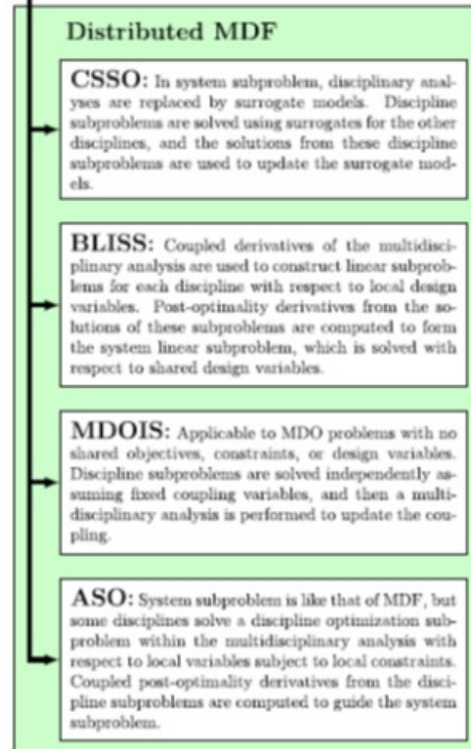 Distributed MDF
CSSO: In system subproblem, disciplinary anal-
yses are replaced by surrogate models. Discipline
subproblems are solved using surrogates for the other
disciplines, and the solutions from these discipline
subproblems are used to update the surrogate mod-
els.
BLISS: Coupled derivatives of the multidisci-
plinary analysis are used to construct linear subprob-
lems for each discipline with respect to local design
variables. Post-optimality derivatives from the so-
lutions of these subproblems are computed to form
the system linear subproblem, which is solved with
respect to shared design variables.
MDOIS: Applicable to MDO problems with no
shared objectives, constraints, or design variables.
Discipline subproblems are solved independently as-
suming fixed coupling variables, and then a multi-
disciplinary analysis is performed to update the cou-
pling.
ASO: System subproblem is like that of MDF, but
some disciplines solve a discipline optimization sub-
problem within the multidisciplinary analysis with
respect to local variables subject to local constraints.
Coupled post-optimality derivatives from the disci-
pline subproblems are computed to guide the system
subproblem.